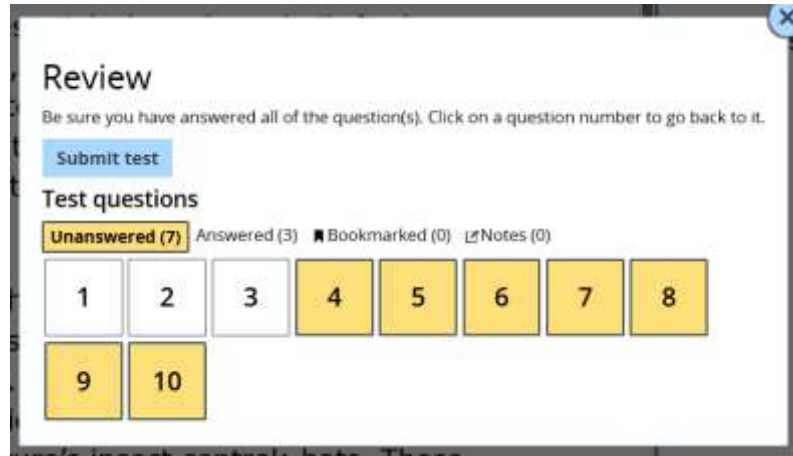 Review
Be sure you have answered all of the question(s). Click on a question number to go back to it.
Submit test
Test questions
Unanswered (7) Answered (3) Bookmarked (0) Notes (0)
1 2 3 4 5 6 7 8
9 10